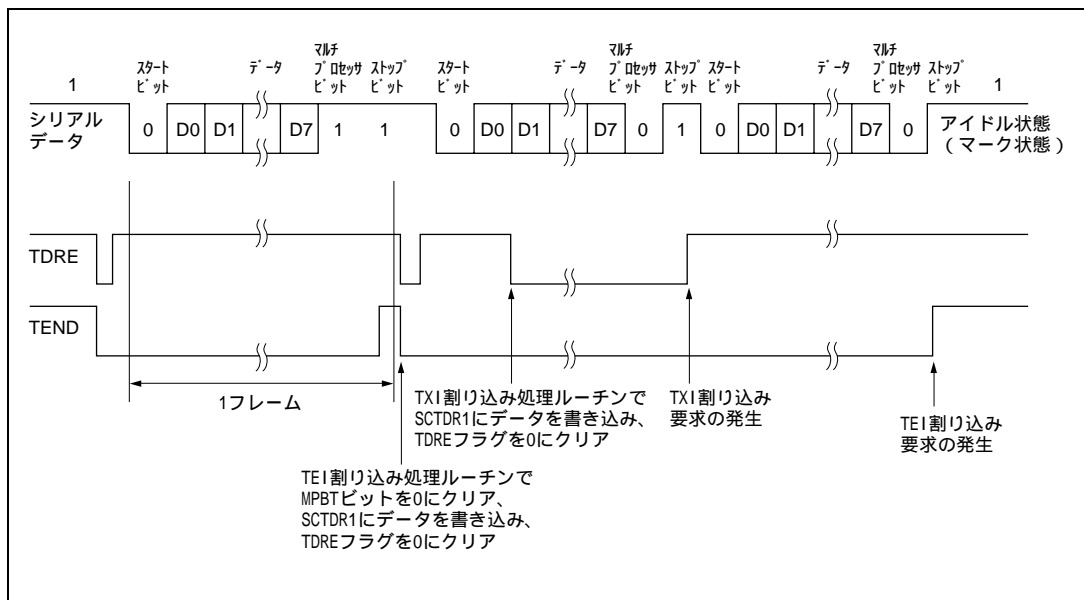 1
スタート
ビット
データ
マルチ
プロセッサ
ビット
ストップ
ビット
スタート
ビット
データ
マルチ
プロセッサ
ビット
ストップ
ビット
スタート
ビット
データ
マルチ
プロセッサ
ビット
ストップ
ビット
1
シリアル
データ
0 D0 D1 D7 1 1 0 D0 D1 D7 0 1 0 D0 D1 D7 0
アイドル状態
(マーク状態)
TDRE
TEND
1フレーム
TXI割り込み処理ルーチンで
SCTDR1にデータを書き込み、
TDREフラグを0にクリア
TXI割り込み
要求の発生
TEI割り込み
要求の発生
TEI割り込み処理ルーチンで
MPBTビットを0にクリア、
SCTDR1にデータを書き込み、
TDREフラグを0にクリア